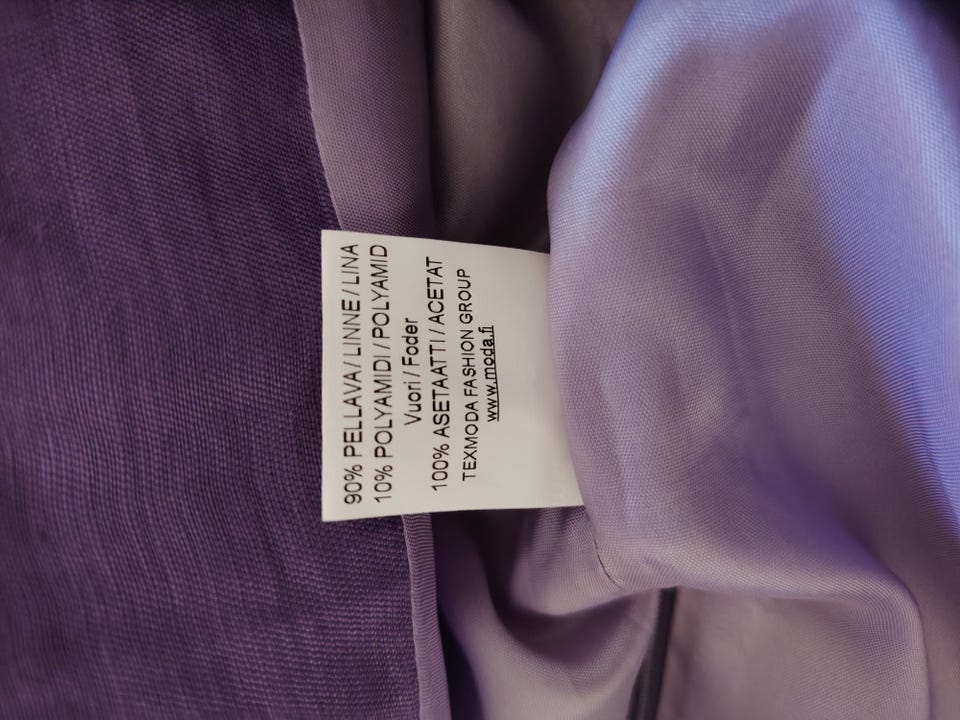 90% PELLAVA / LINNE / LINA
10% POLYAMIDI / POLYAMID
Vuori / Foder
100% ASETAATTI / ACETAT
TEXMODA FASHION GROUP
www.moda.fi